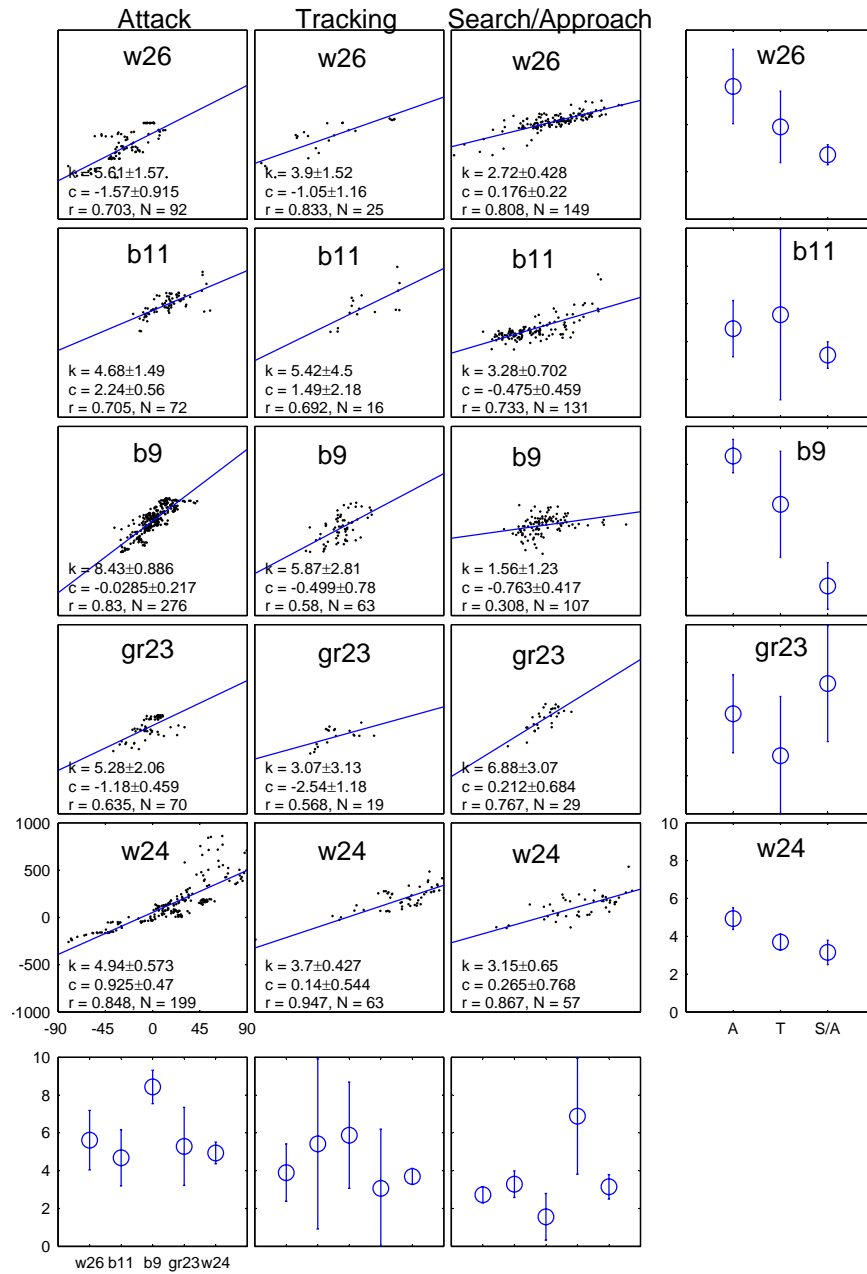 Attack Tracking Search/Approach
w26 w26 w26 w26
k = 5.61±1.57 k = 3.9±1.52 k = 2.72±0.428
c = -1.57±0.915 c = -1.05±1.16 c = 0.176±0.22
r = 0.703, N = 92 r = 0.833, N = 25 r = 0.808, N = 149
b11 b11 b11 b11
k = 4.68±1.49 k = 5.42±4.5 k = 3.28±0.702
c = 2.24±0.56 c = 1.49±2.18 c = -0.475±0.459
r = 0.705, N = 72 r = 0.692, N = 16 r = 0.733, N = 131
b9 b9 b9 b9
k = 8.43±0.886 k = 5.87±2.81 k = 1.56±1.23
c = -0.0285±0.217 c = -0.499±0.78 c = -0.763±0.417
r = 0.83, N = 276 r = 0.58, N = 63 r = 0.308, N = 107
gr23 gr23 gr23 gr23
k = 5.28±2.06 k = 3.07±3.13 k = 6.88±3.07
c = -1.18±0.459 c = -2.54±1.18 c = 0.212±0.684
r = 0.635, N = 70 r = 0.568, N = 19 r = 0.767, N = 29
1000 10
w24 w24 w24 w24
500 8
6
0
4
k = 4.94±0.573 k = 3.7±0.427 k = 3.15±0.65
-500 c = 0.925±0.47 c = 0.14±0.544 c = 0.265±0.768 2
r = 0.848, N = 199 r = 0.947, N = 63 r = 0.867, N = 57
-1000 0
-90 -45 0 45 90 A T S/A
10
8
6
4
2
0
w26 b11 b9 gr23 w24